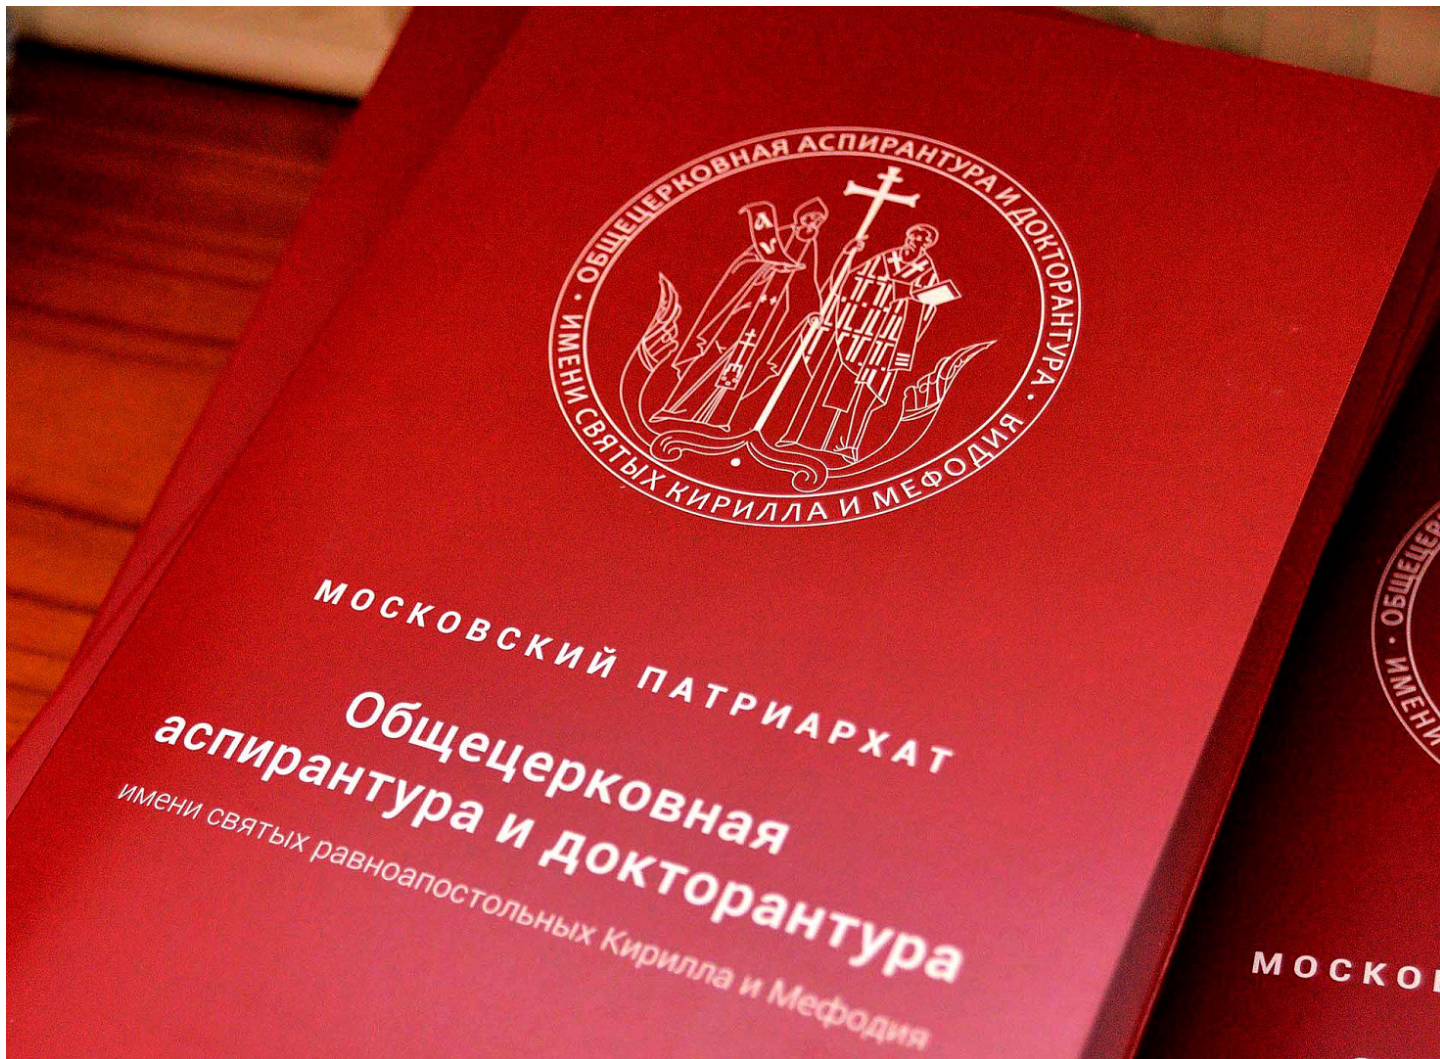 · ОБЩЕЦЕРКОВНАЯ АСПИРАНТУРА И ДОКТОРАНТУРА ·
ИМЕНИ СВЯТЫХ КИРИЛЛА И МЕФОДИЯ
МОСКОВСКИЙ ПАТРИАРХАТ
Общецерковная
аспирантура и докторантура
имени святых равноапостольных Кирилла и Мефодия
· ОБЩЕЦЕР
ИМЕНИ
МОСКО